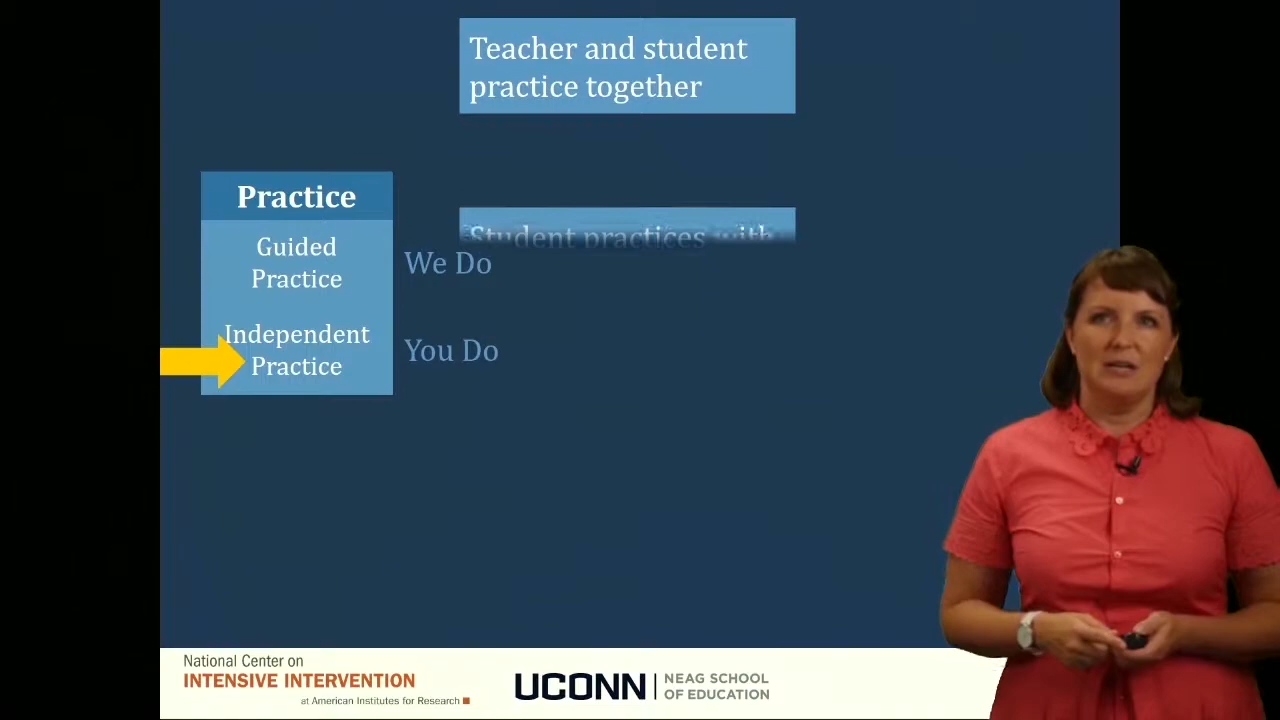 Teacher and student
practice together
Practice
Guided
Practice
Student practices with
We Do
Independent
Practice
You Do
National Center on
INTENSIVE INTERVENTION
at American Institutes for Research
UCONN
NEAG SCHOOL
OF EDUCATION